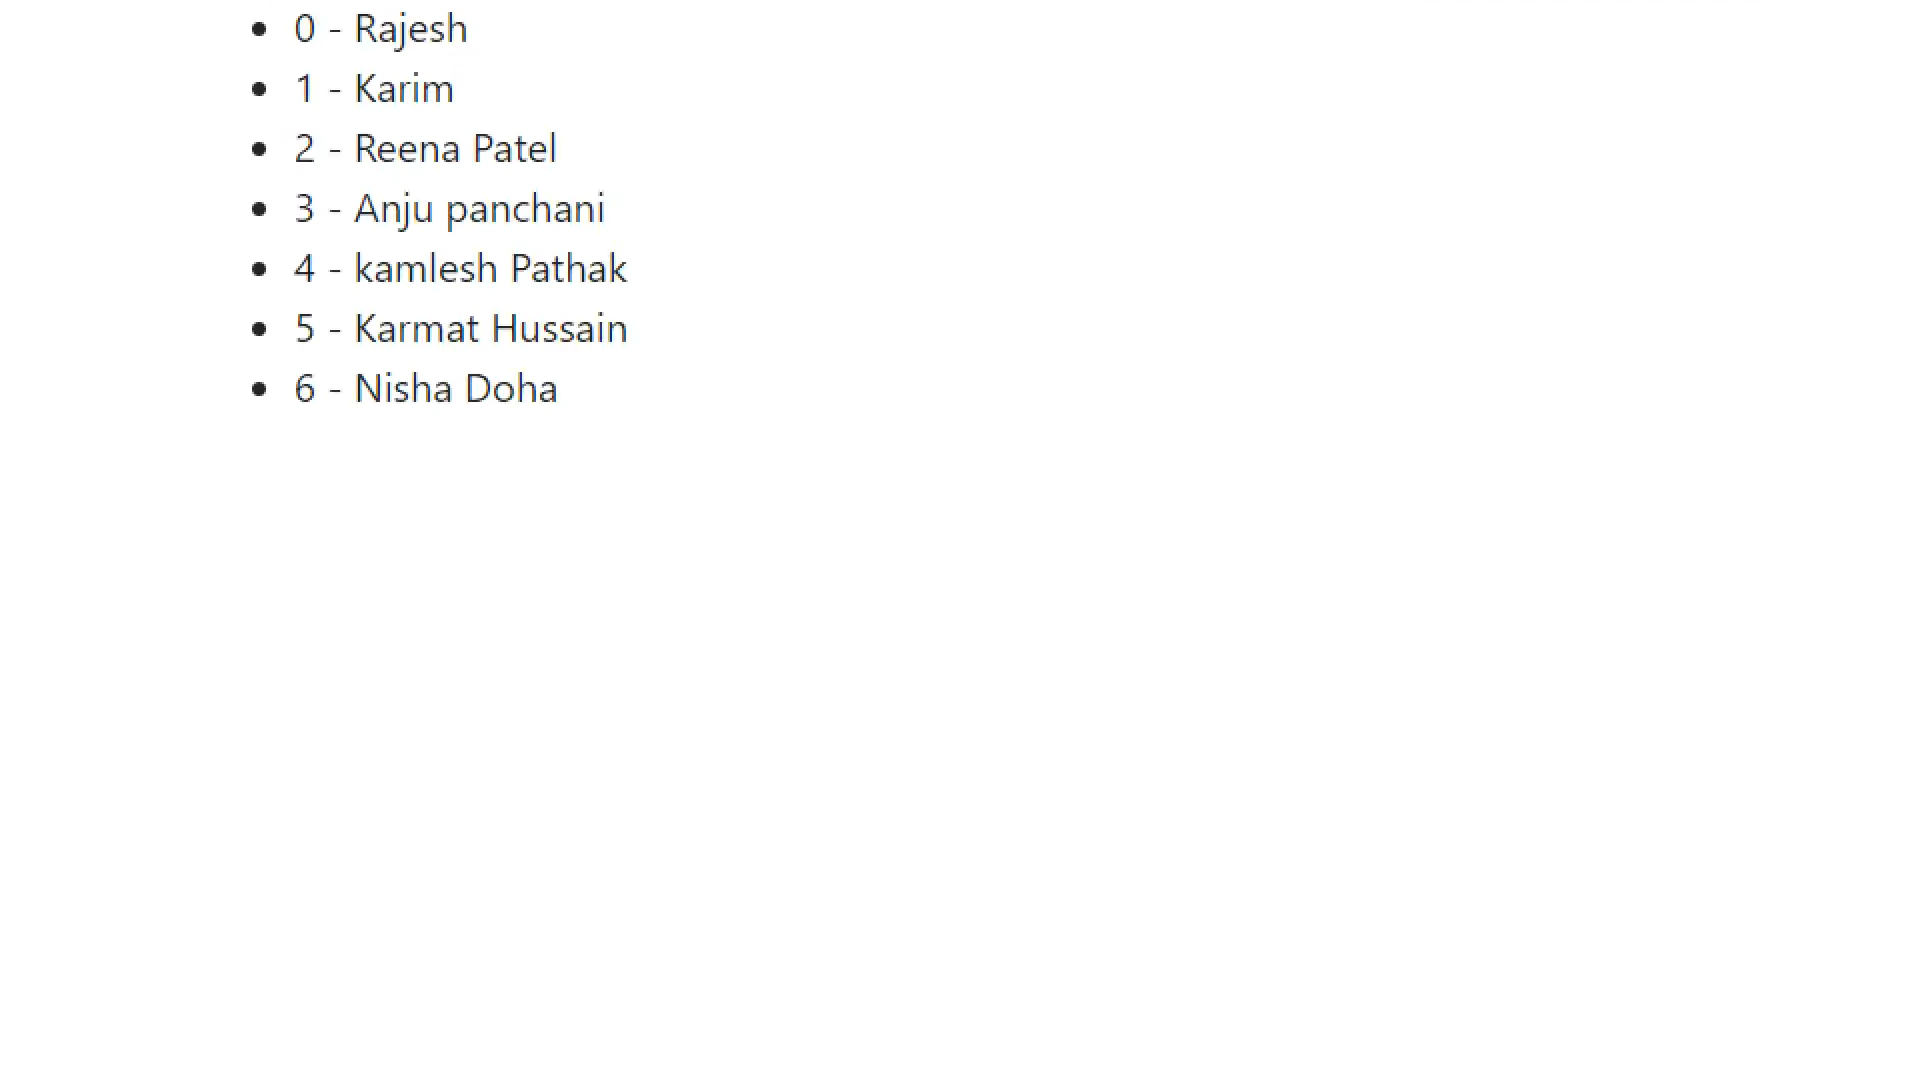 0 - Rajesh
1 - Karim
2 - Reena Patel
3 - Anju panchani
4 - kamlesh Pathak
5 - Karmat Hussain
6 - Nisha Doha